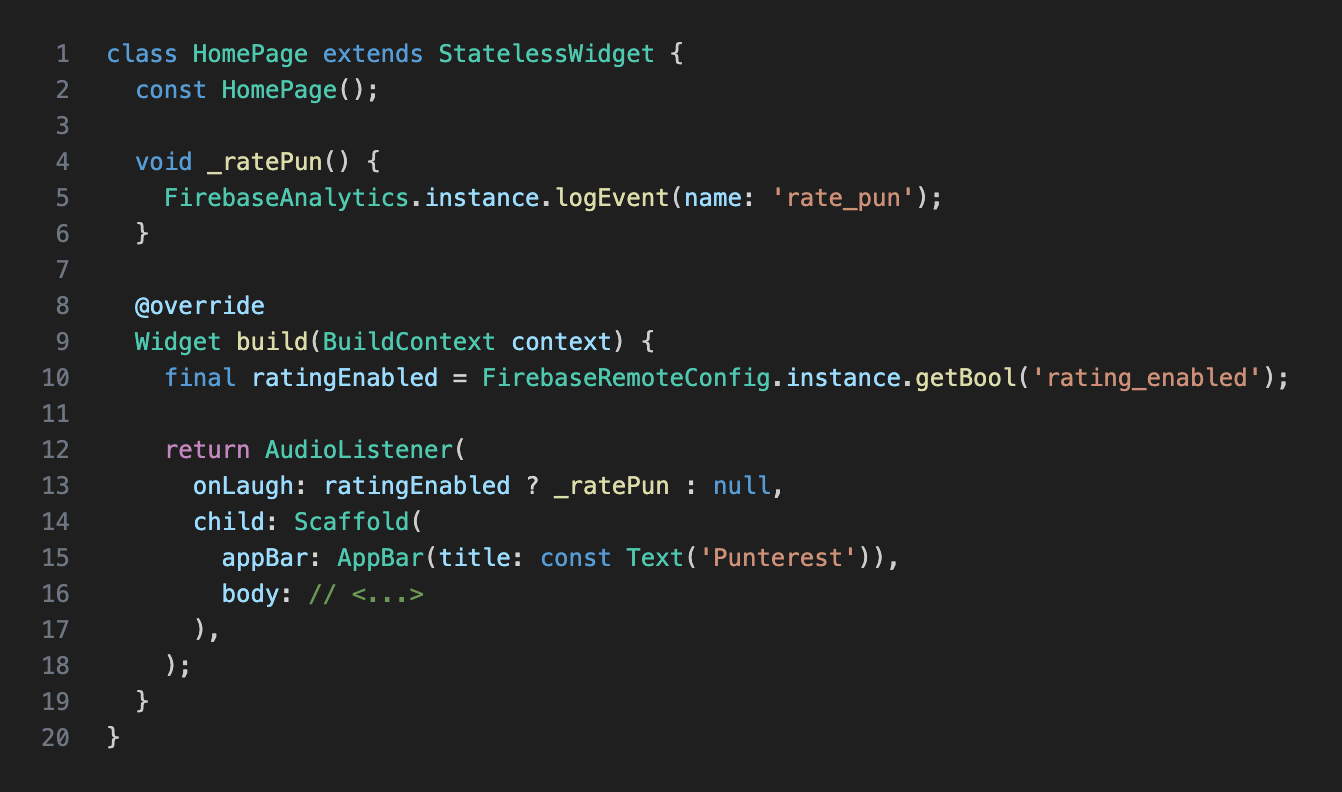 1 class HomePage extends StatelessWidget {
2   const HomePage();
3
4   void _ratePun() {
5     FirebaseAnalytics.instance.logEvent(name: 'rate_pun');
6   }
7
8   @override
9   Widget build(BuildContext context) {
10     final ratingEnabled = FirebaseRemoteConfig.instance.getBool('rating_enabled');
11
12     return AudioListener(
13       onLaugh: ratingEnabled ? _ratePun : null,
14       child: Scaffold(
15         appBar: AppBar(title: const Text('Punterest')),
16         body: // <...>
17       ),
18     );
19   }
20 }